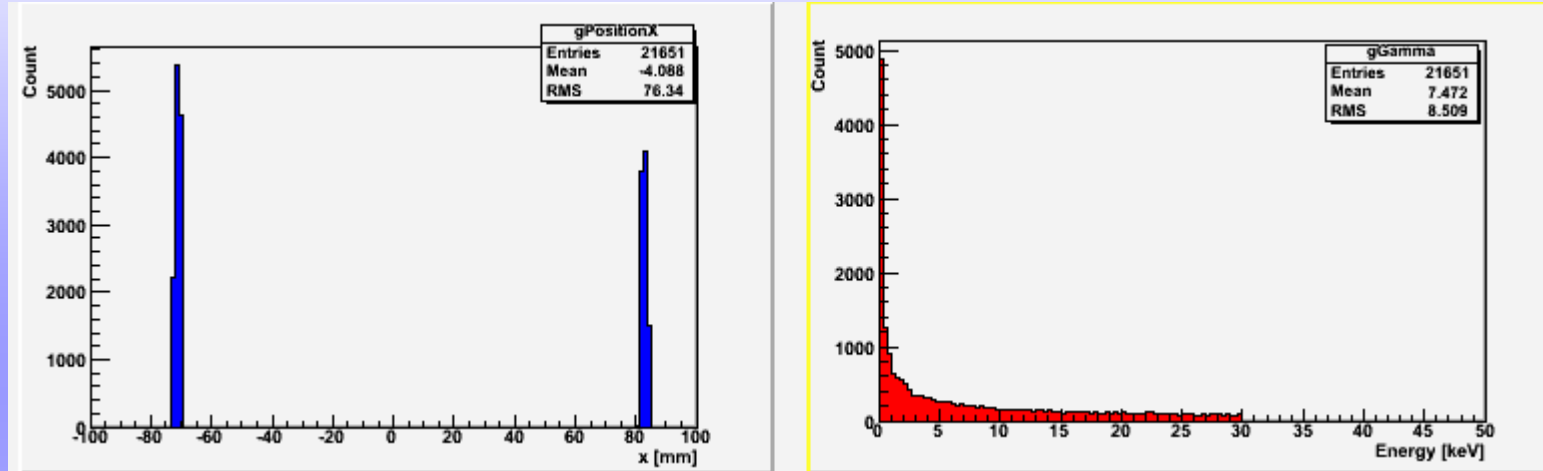 gPositionX
Entries 21651
Mean -4.088
RMS 76.34
Count
5000
4000
3000
2000
1000
0
-100 -80 -60 -40 -20 0 20 40 60 80 100
x [mm]
gGamma
Entries 21651
Mean 7.472
RMS 8.509
Count
5000
4000
3000
2000
1000
0
0 5 10 15 20 25 30 35 40 45 50
Energy [keV]